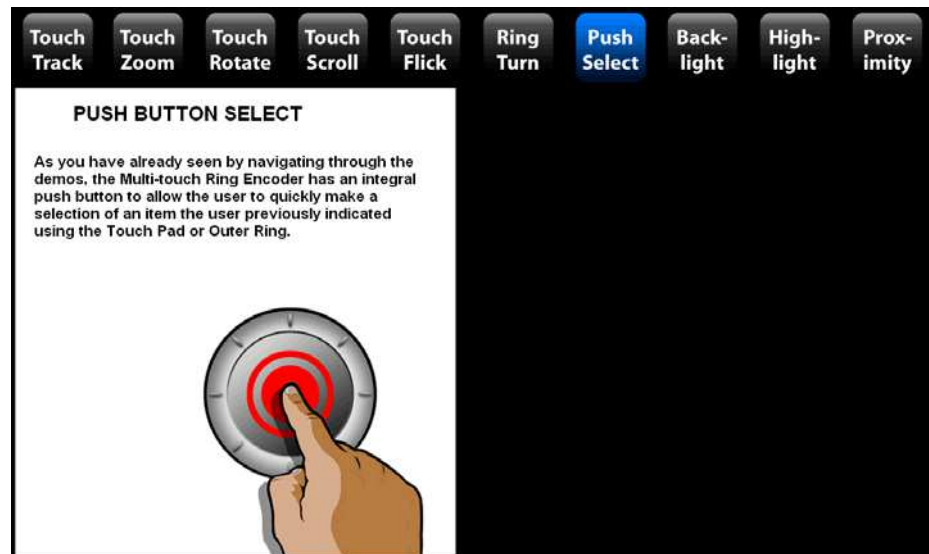 Touch Track
Touch Zoom
Touch Rotate
Touch Scroll
Touch Flick
Ring Turn
Push Select
Back-
light
High-
light
Prox-
imity
PUSH BUTTON SELECT
As you have already seen by navigating through the
demos, the Multi-touch Ring Encoder has an integral
push button to allow the user to quickly make a
selection of an item the user previously indicated
using the Touch Pad or Outer Ring.